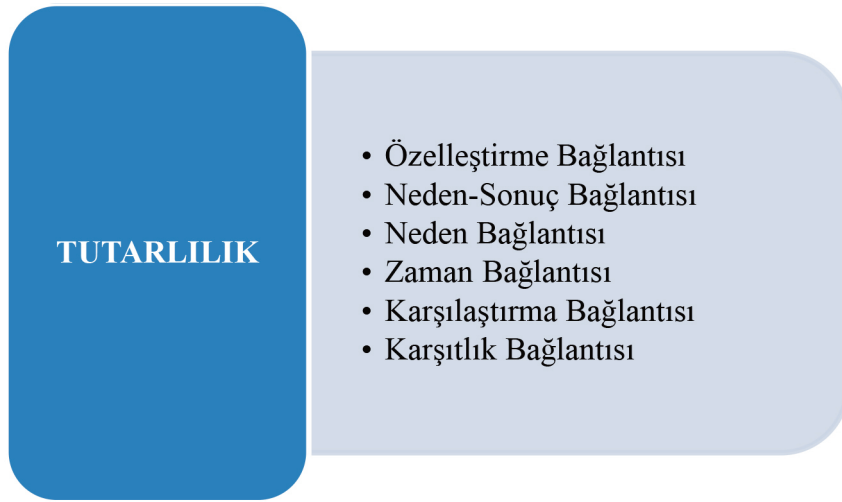 TUTARLILIK
• Özelleştirme Bağlantısı
• Neden-Sonuç Bağlantısı
• Neden Bağlantısı
• Zaman Bağlantısı
• Karşılaştırma Bağlantısı
• Karşıtlık Bağlantısı